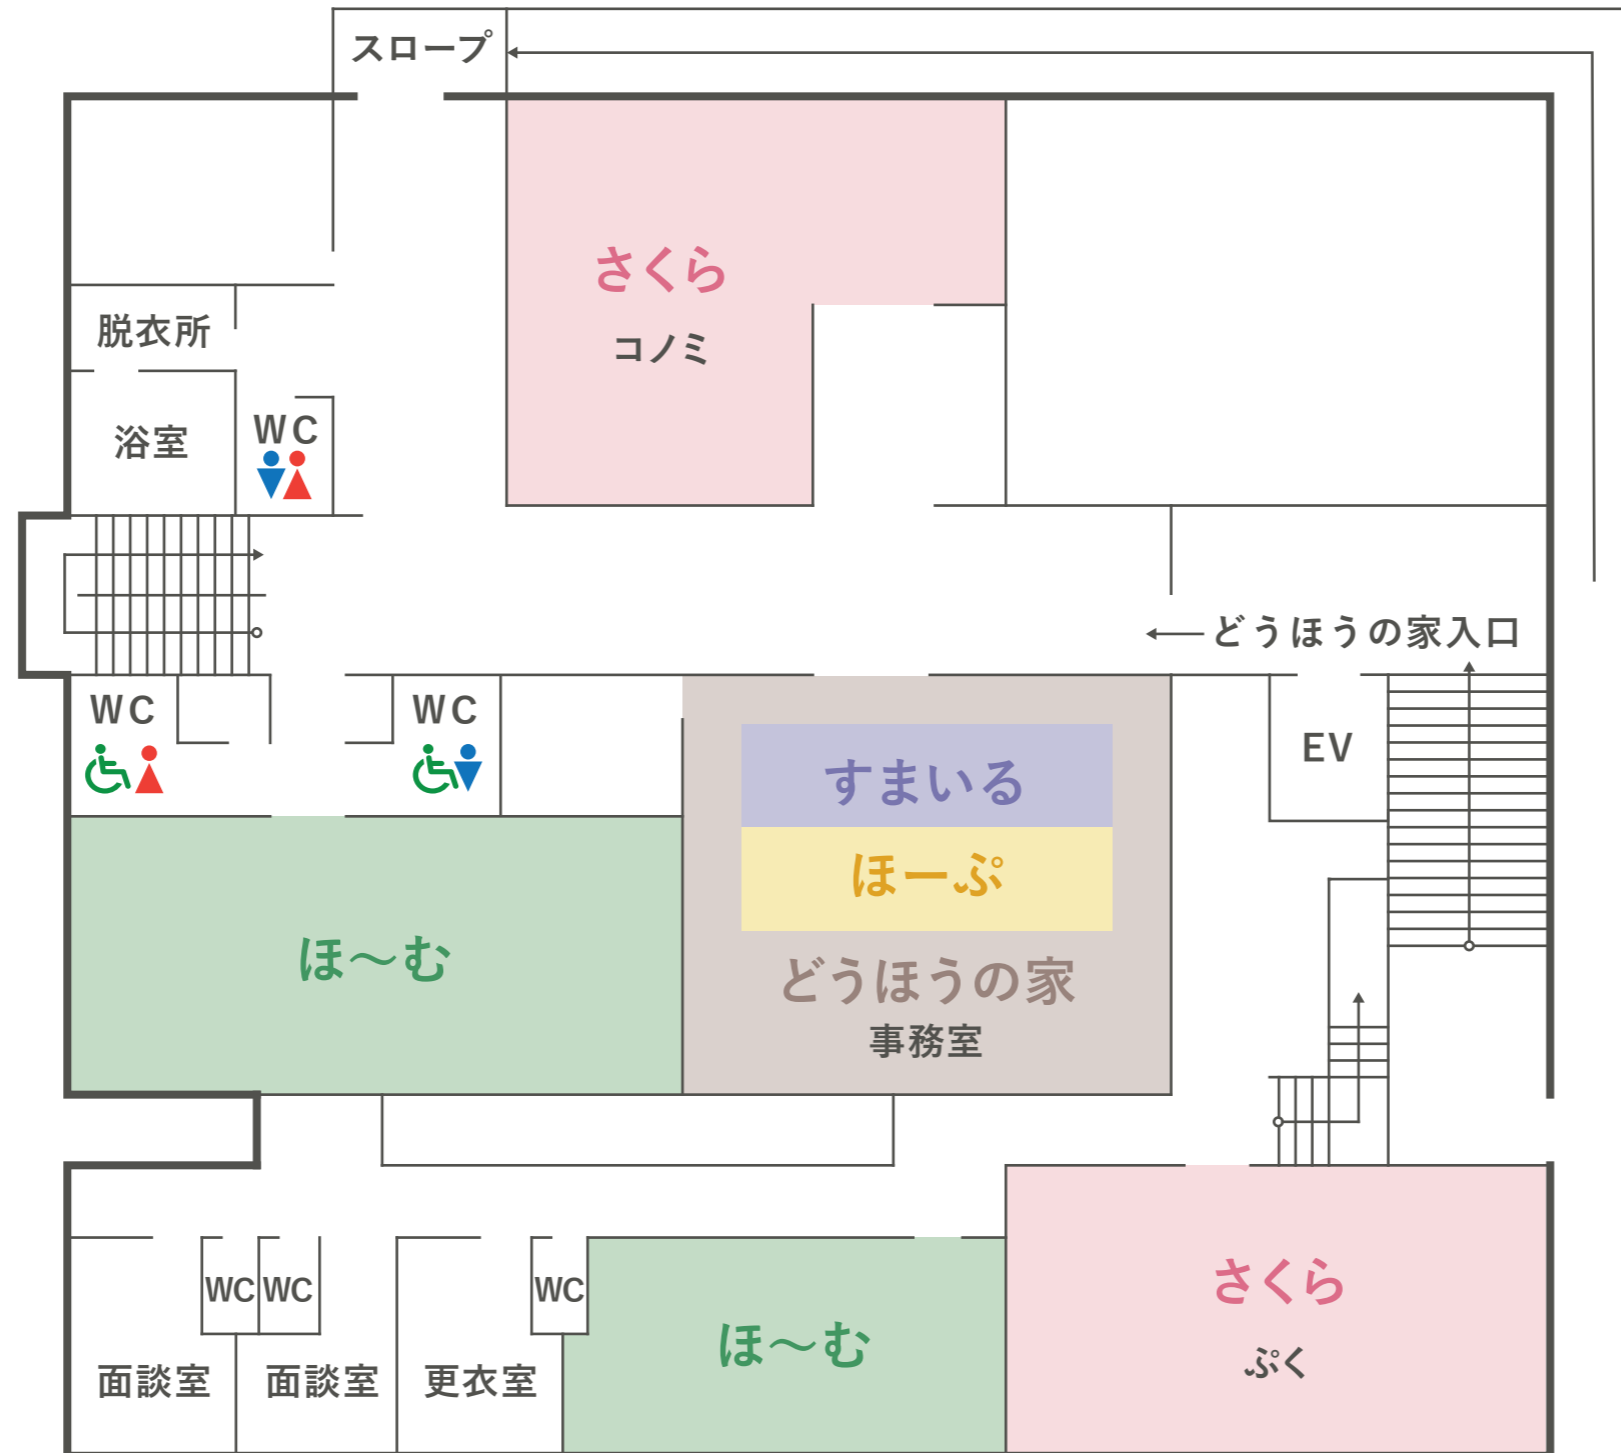 スロープ
さくら
コノミ
脱衣所
浴室
WC
どうほうの家入口
WC
WC
EV
すまいる
ほーぷ
どうほうの家
事務室
ほ～む
WC
WC
WC
面談室
面談室
更衣室
ほ～む
さくら
ぷく